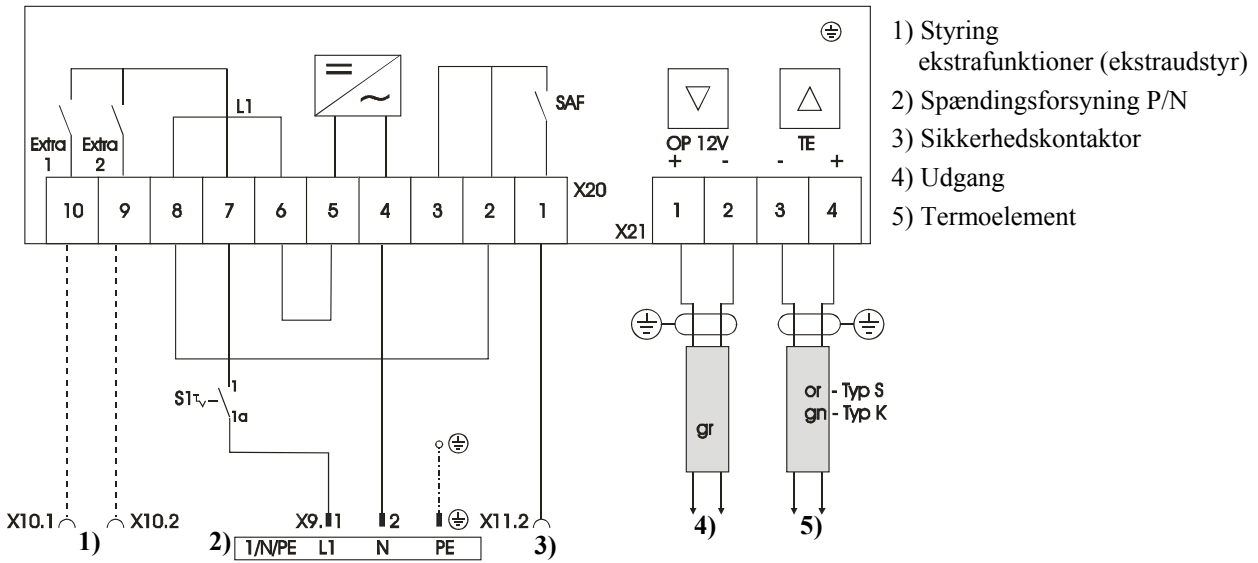 1) Styring
ekstrafunktioner (ekstraudstyr)
2) Spændingsforsyning P/N
3) Sikkerhedskontaktor
4) Udgang
5) Termoelement
L1
SAF
Extra
1
Extra
2
OP 12V
+ -
TE
- +
10 9 8 7 6 5 4 3 2 1
X20
X21
1 2 3 4
S1
1
1a
gr
or - Typ S
gn - Typ K
X10.1
X10.2
X9.1
2
X11.2
1)
2)
3)
4)
5)
1/N/PE L1 N PE